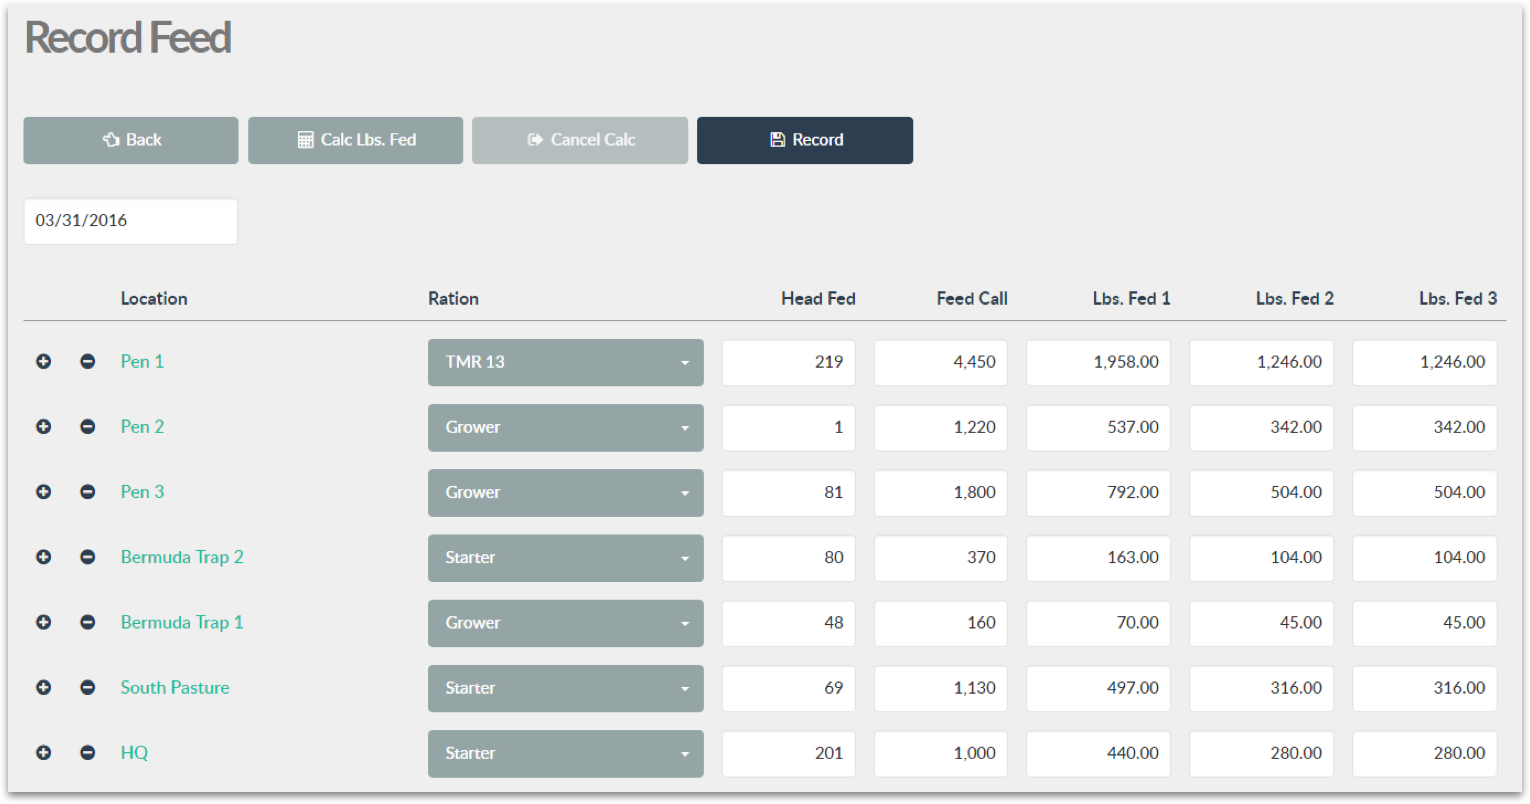 Record Feed
Back Calc Lbs. Fed Cancel Calc Record
03/31/2016
Location Ration Head Fed Feed Call Lbs. Fed 1 Lbs. Fed 2 Lbs. Fed 3
Pen 1 TMR 13 219 4,450 1,958.00 1,246.00 1,246.00
Pen 2 Grower 1 1,220 537.00 342.00 342.00
Pen 3 Grower 81 1,800 792.00 504.00 504.00
Bermuda Trap 2 Starter 80 370 163.00 104.00 104.00
Bermuda Trap 1 Grower 48 160 70.00 45.00 45.00
South Pasture Starter 69 1,130 497.00 316.00 316.00
HQ Starter 201 1,000 440.00 280.00 280.00